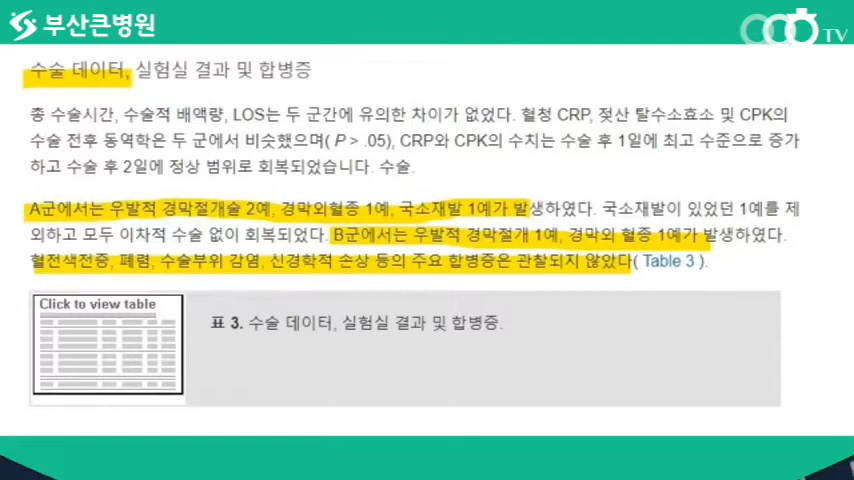 부산큰병원
TV
수술 데이터, 실험실 결과 및 합병증
총 수술시간, 수술적 배액량, LOS는 두 군간에 유의한 차이가 없었다. 혈청 CRP, 젖산 탈수소효소 및 CPK의
수술 전후 동역학은 두 군에서 비슷했으며( P > .05), CRP와 CPK의 수치는 수술 후 1일에 최고 수준으로 증가
하고 수술 후 2일에 정상 범위로 회복되었습니다. 수술.
A군에서는 우발적 경막절개술 2예, 경막외혈종 1예, 국소재발 1예가 발생하였다. 국소재발이 있었던 1예를 제
외하고 모두 이차적 수술 없이 회복되었다. B군에서는 우발적 경막절개 1예, 경막외 혈종 1예가 발생하였다.
혈전색전증, 폐렴, 수술부위 감염, 신경학적 손상 등의 주요 합병증은 관찰되지 않았다( Table 3 ).
Click to view table
표 3. 수술 데이터, 실험실 결과 및 합병증.